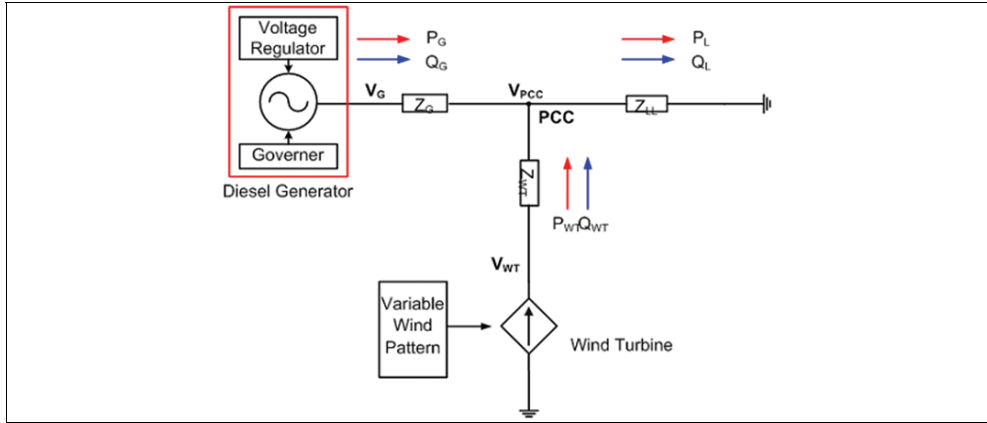 Voltage
Regulator
Governer
Diesel Generator
P_G
Q_G
V_G
Z_G
V_PCC
PCC
P_L
Q_L
Z_LL
Z_WT
P_WT Q_WT
V_WT
Variable
Wind
Pattern
Wind Turbine